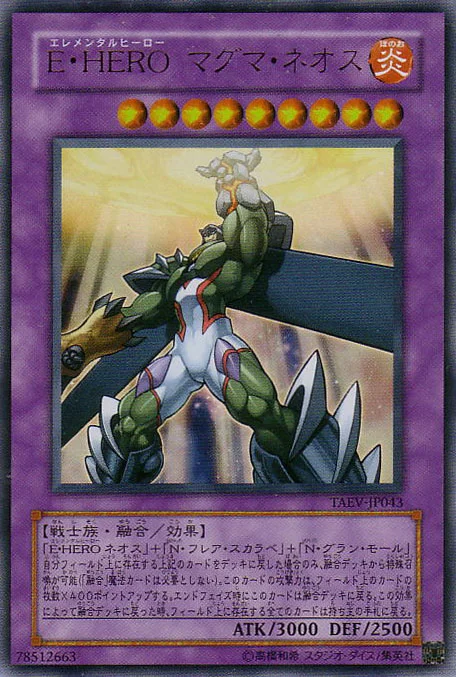 エレメンタルヒーロー
E・HERO マグマ・ネオス
ほのお
炎
TAEV-JP043
【戦士族・融合/効果】
「E・HERO ネオス」+「N・フレア・スカラベ」+「N・グラン・モール」
自分フィールド上に存在する上記のカードをデッキに戻した場合のみ、融合デッキから特殊召
喚が可能(「融合」魔法カードは必要としない)。このカードの攻撃力は、フィールド上のカードの
枚数×400ポイントアップする。エンドフェイズ時にこのカードは融合デッキに戻る。この効果
によって融合デッキに戻った時、フィールド上に存在する全てのカードは持ち主の手札に戻る。
ATK/3000 DEF/2500
78512663
©高橋和希 スタジオ・ダイス/集英社